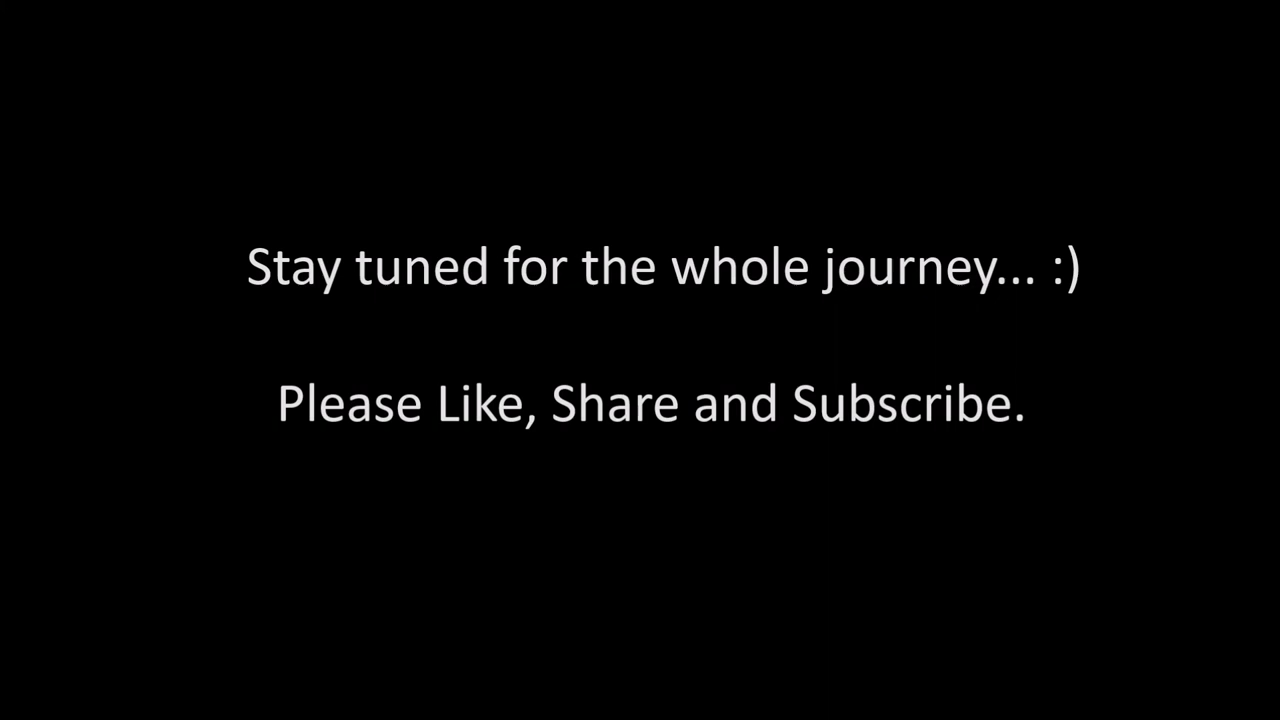 Stay tuned for the whole journey... :)
Please Like, Share and Subscribe.